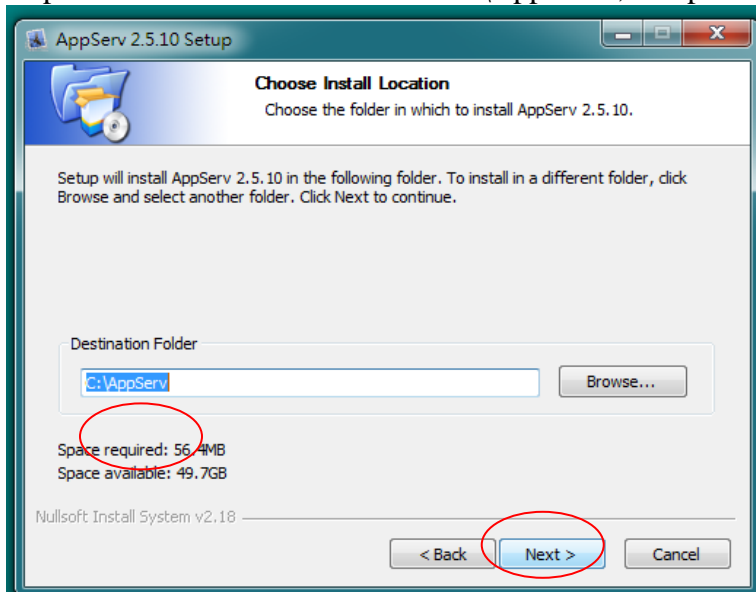 AppServ 2.5.10 Setup
Choose Install Location
Choose the folder in which to install AppServ 2.5.10.
Setup will install AppServ 2.5.10 in the following folder. To install in a different folder, click
Browse and select another folder. Click Next to continue.
Destination Folder
C:\AppServ
Browse...
Space required: 56.4MB
Space available: 49.7GB
Nullsoft Install System v2.18
< Back
Next >
Cancel